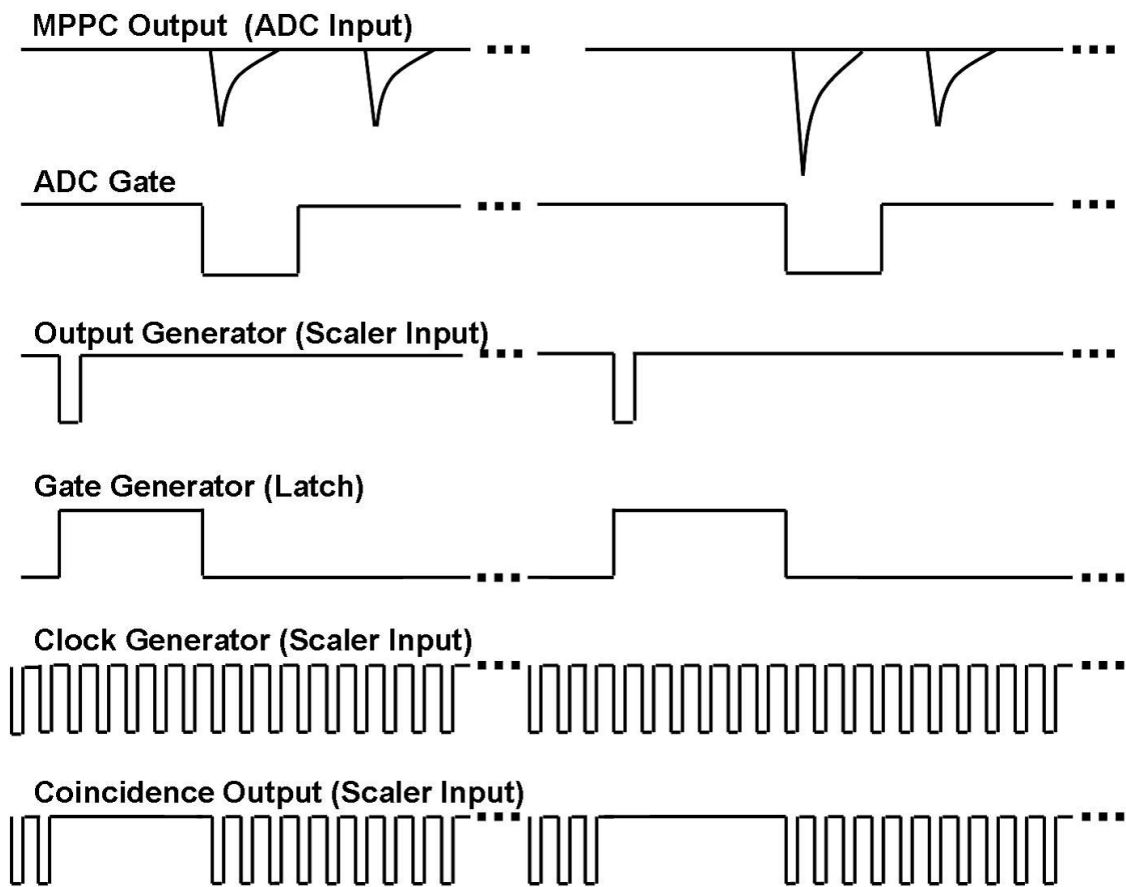 MPPC Output (ADC Input)
ADC Gate
Output Generator (Scaler Input)
Gate Generator (Latch)
Clock Generator (Scaler Input)
Coincidence Output (Scaler Input)